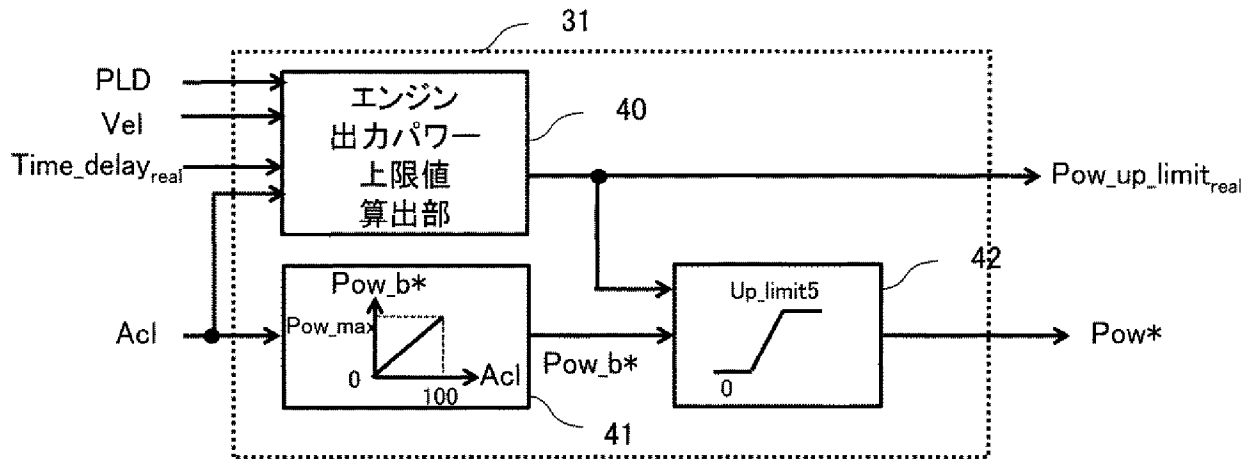 31
PLD
Vel
Time_delay_real
エンジン
出力パワー
上限値
算出部
40
Pow_up_limit_real
Acl
Pow_b*
Pow_max
0
100
Acl
41
Pow_b*
Up_limit5
0
42
Pow*